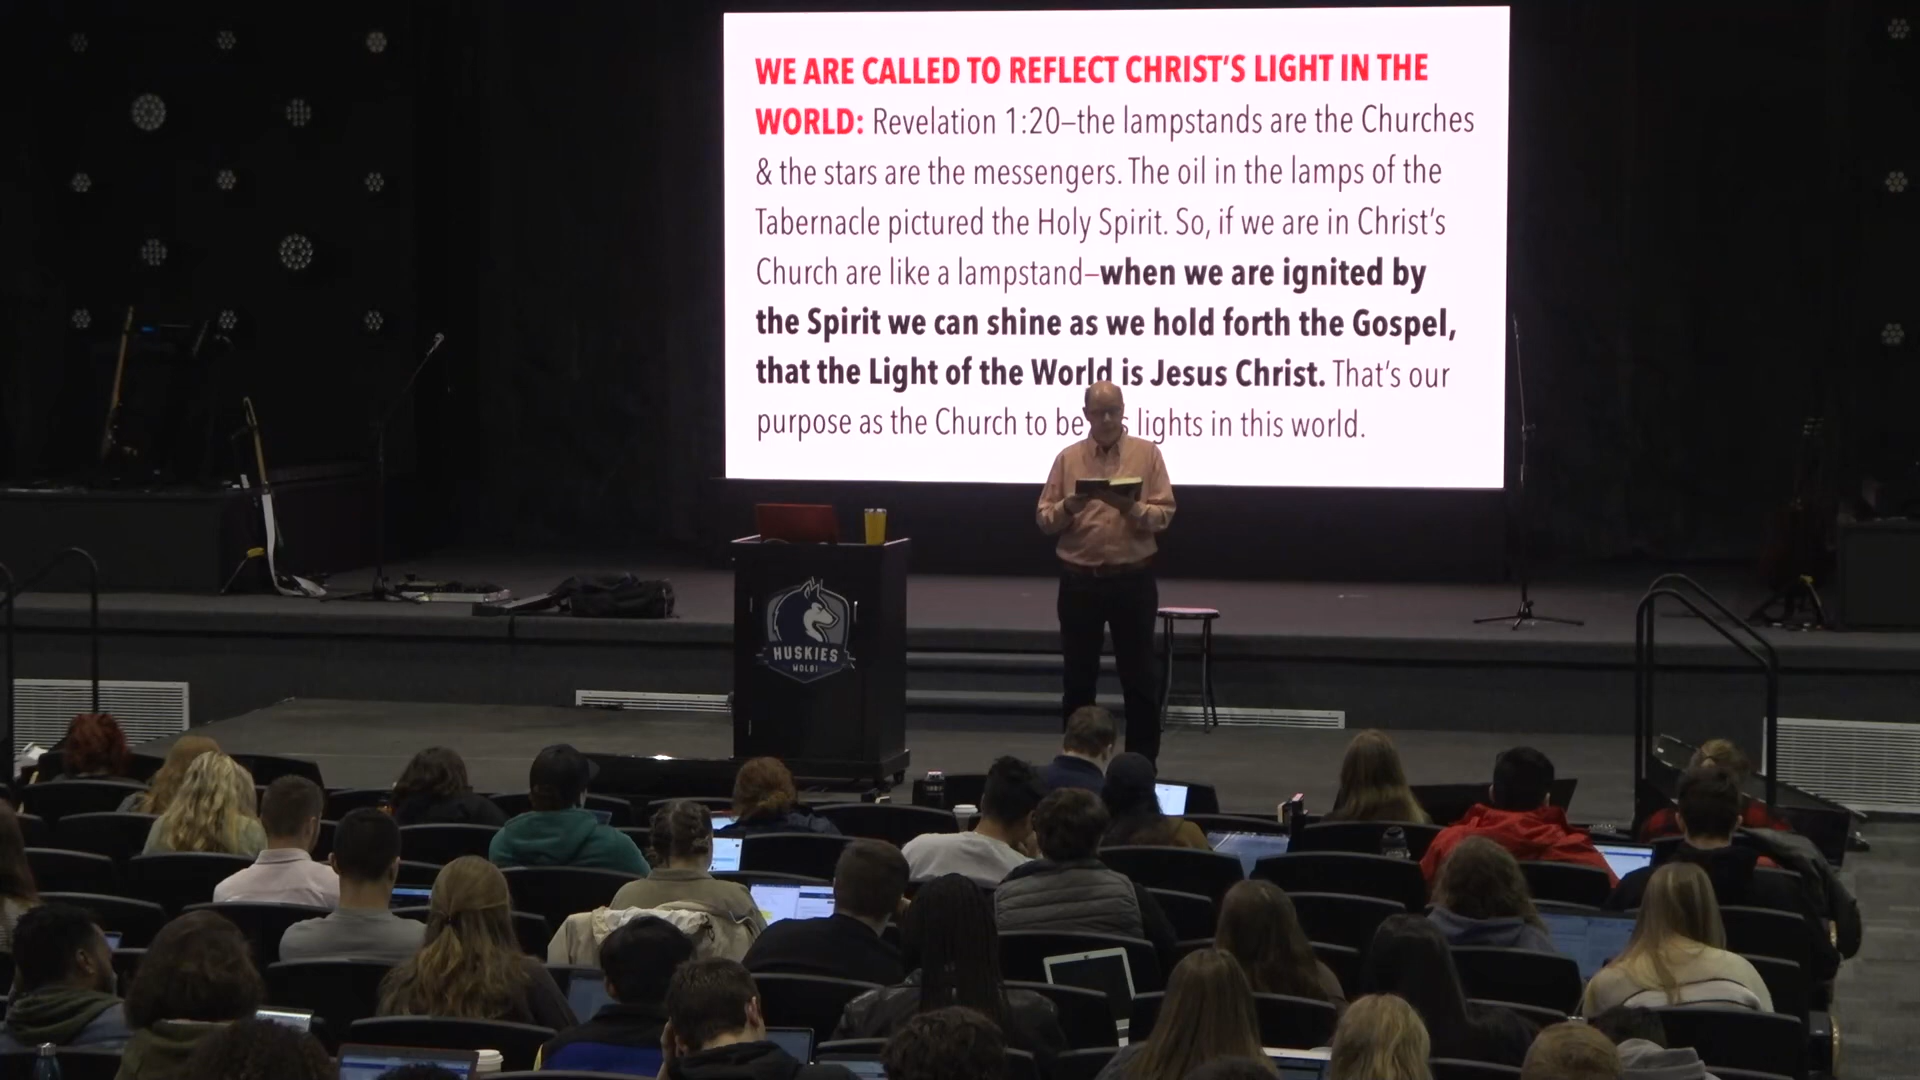 WE ARE CALLED TO REFLECT CHRIST'S LIGHT IN THE
WORLD: Revelation 1:20–the lampstands are the Churches
& the stars are the messengers. The oil in the lamps of the
Tabernacle pictured the Holy Spirit. So, if we are in Christ's
Church are like a lampstand–when we are ignited by
the Spirit we can shine as we hold forth the Gospel,
that the Light of the World is Jesus Christ. That's our
purpose as the Church to be lights in this world.
HUSKIES
WOLBI